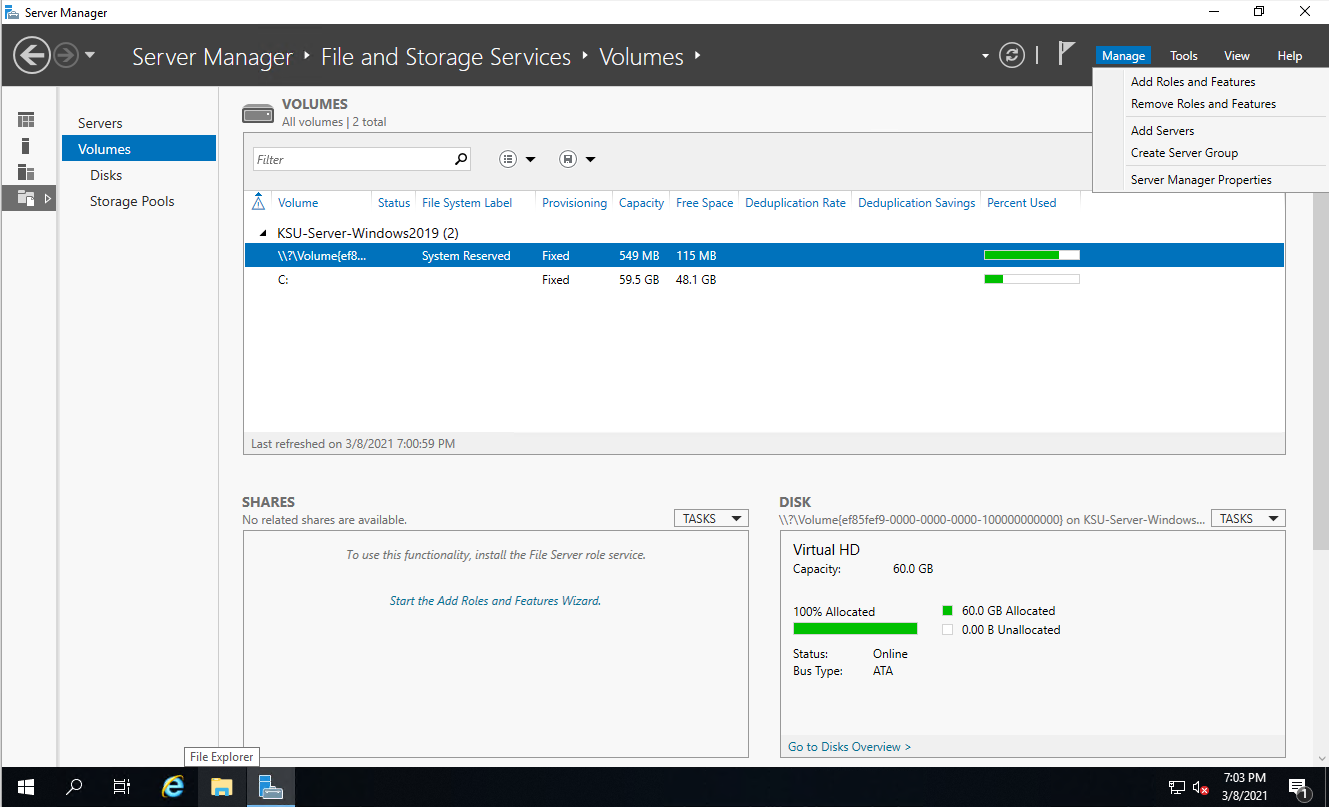 Server Manager
Server Manager ‣ File and Storage Services ‣ Volumes ‣
Manage Tools View Help
Add Roles and Features
Remove Roles and Features
Add Servers
Create Server Group
Server Manager Properties
Servers
Volumes
Disks
Storage Pools
VOLUMES
All volumes | 2 total
Filter
Volume Status File System Label Provisioning Capacity Free Space Deduplication Rate Deduplication Savings Percent Used
KSU-Server-Windows2019 (2)
\\?\Volume{ef8... System Reserved Fixed 549 MB 115 MB
C: Fixed 59.5 GB 48.1 GB
Last refreshed on 3/8/2021 7:00:59 PM
SHARES
No related shares are available.
TASKS
To use this functionality, install the File Server role service.
Start the Add Roles and Features Wizard.
DISK
\\?\Volume{ef85fef9-0000-0000-0000-100000000000} on KSU-Server-Windows...
TASKS
Virtual HD
Capacity: 60.0 GB
100% Allocated
60.0 GB Allocated
0.00 B Unallocated
Status: Online
Bus Type: ATA
Go to Disks Overview >
File Explorer
7:03 PM
3/8/2021
1